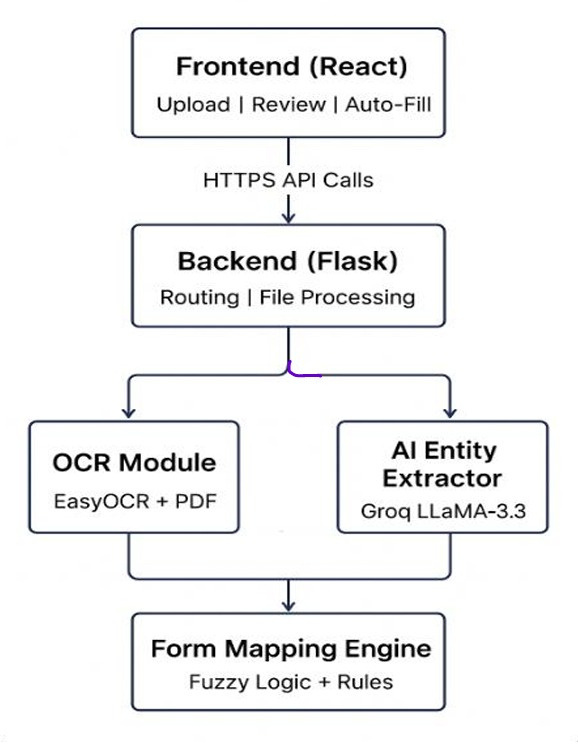 Frontend (React)
Upload | Review | Auto-Fill
HTTPS API Calls
Backend (Flask)
Routing | File Processing
OCR Module
EasyOCR + PDF
AI Entity
Extractor
Groq LLaMA-3.3
Form Mapping Engine
Fuzzy Logic + Rules